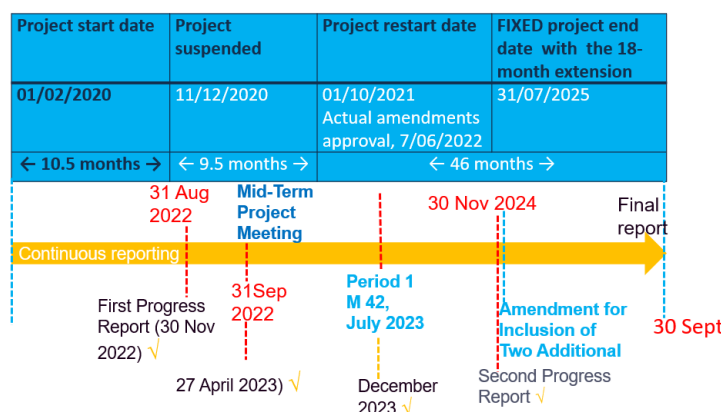 Project start date
Project
suspended
Project restart date
FIXED project end
date with the 18-
month extension
01/02/2020
11/12/2020
01/10/2021
Actual amendments
approval, 7/06/2022
31/07/2025
← 10.5 months →
← 9.5 months →
← 46 months →
31 Aug
2022
Mid-Term
Project
Meeting
30 Nov 2024
Final
report
Continuous reporting
First Progress
Report (30 Nov
2022) √
31Sep
2022
27 April 2023) √
Period 1
M 42,
July 2023
December
2023 √
Amendment for
Inclusion of
Two Additional
Second Progress
Report √
30 Sept